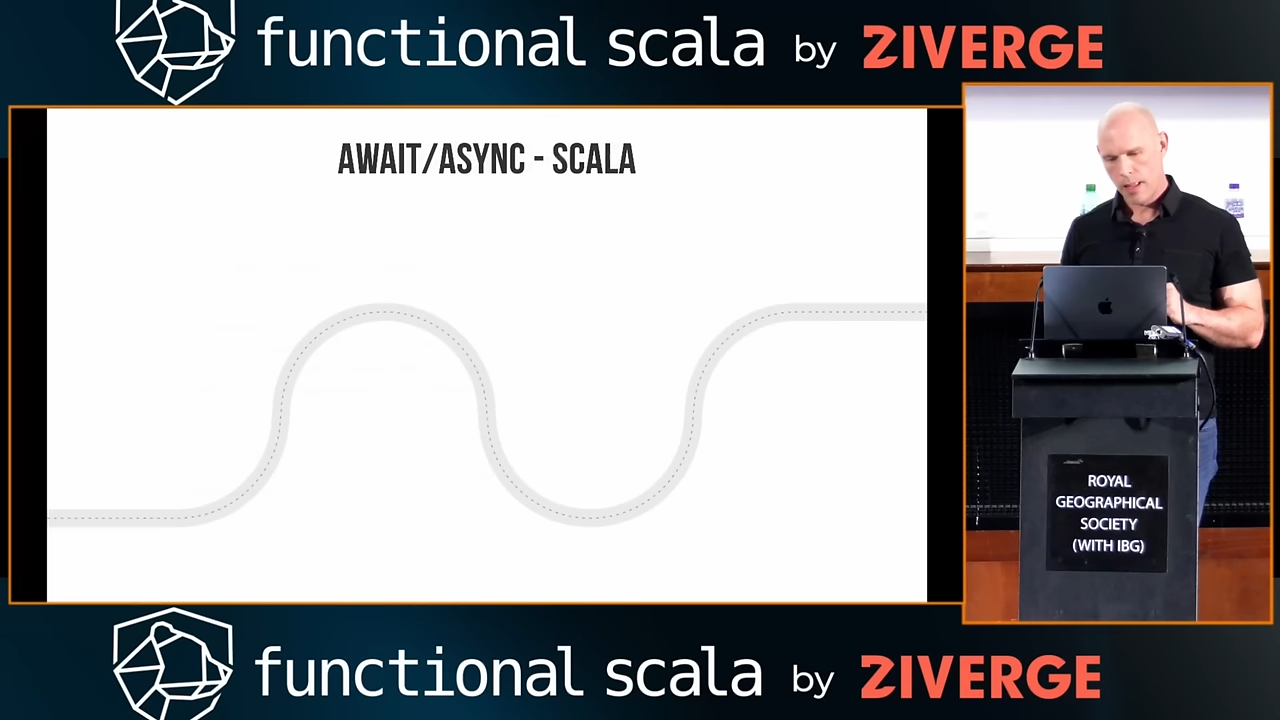 functional scala by ZIVERGE
AWAIT/ASYNC - SCALA
ROYAL
GEOGRAPHICAL
SOCIETY
(WITH IBG)
functional scala by ZIVERGE